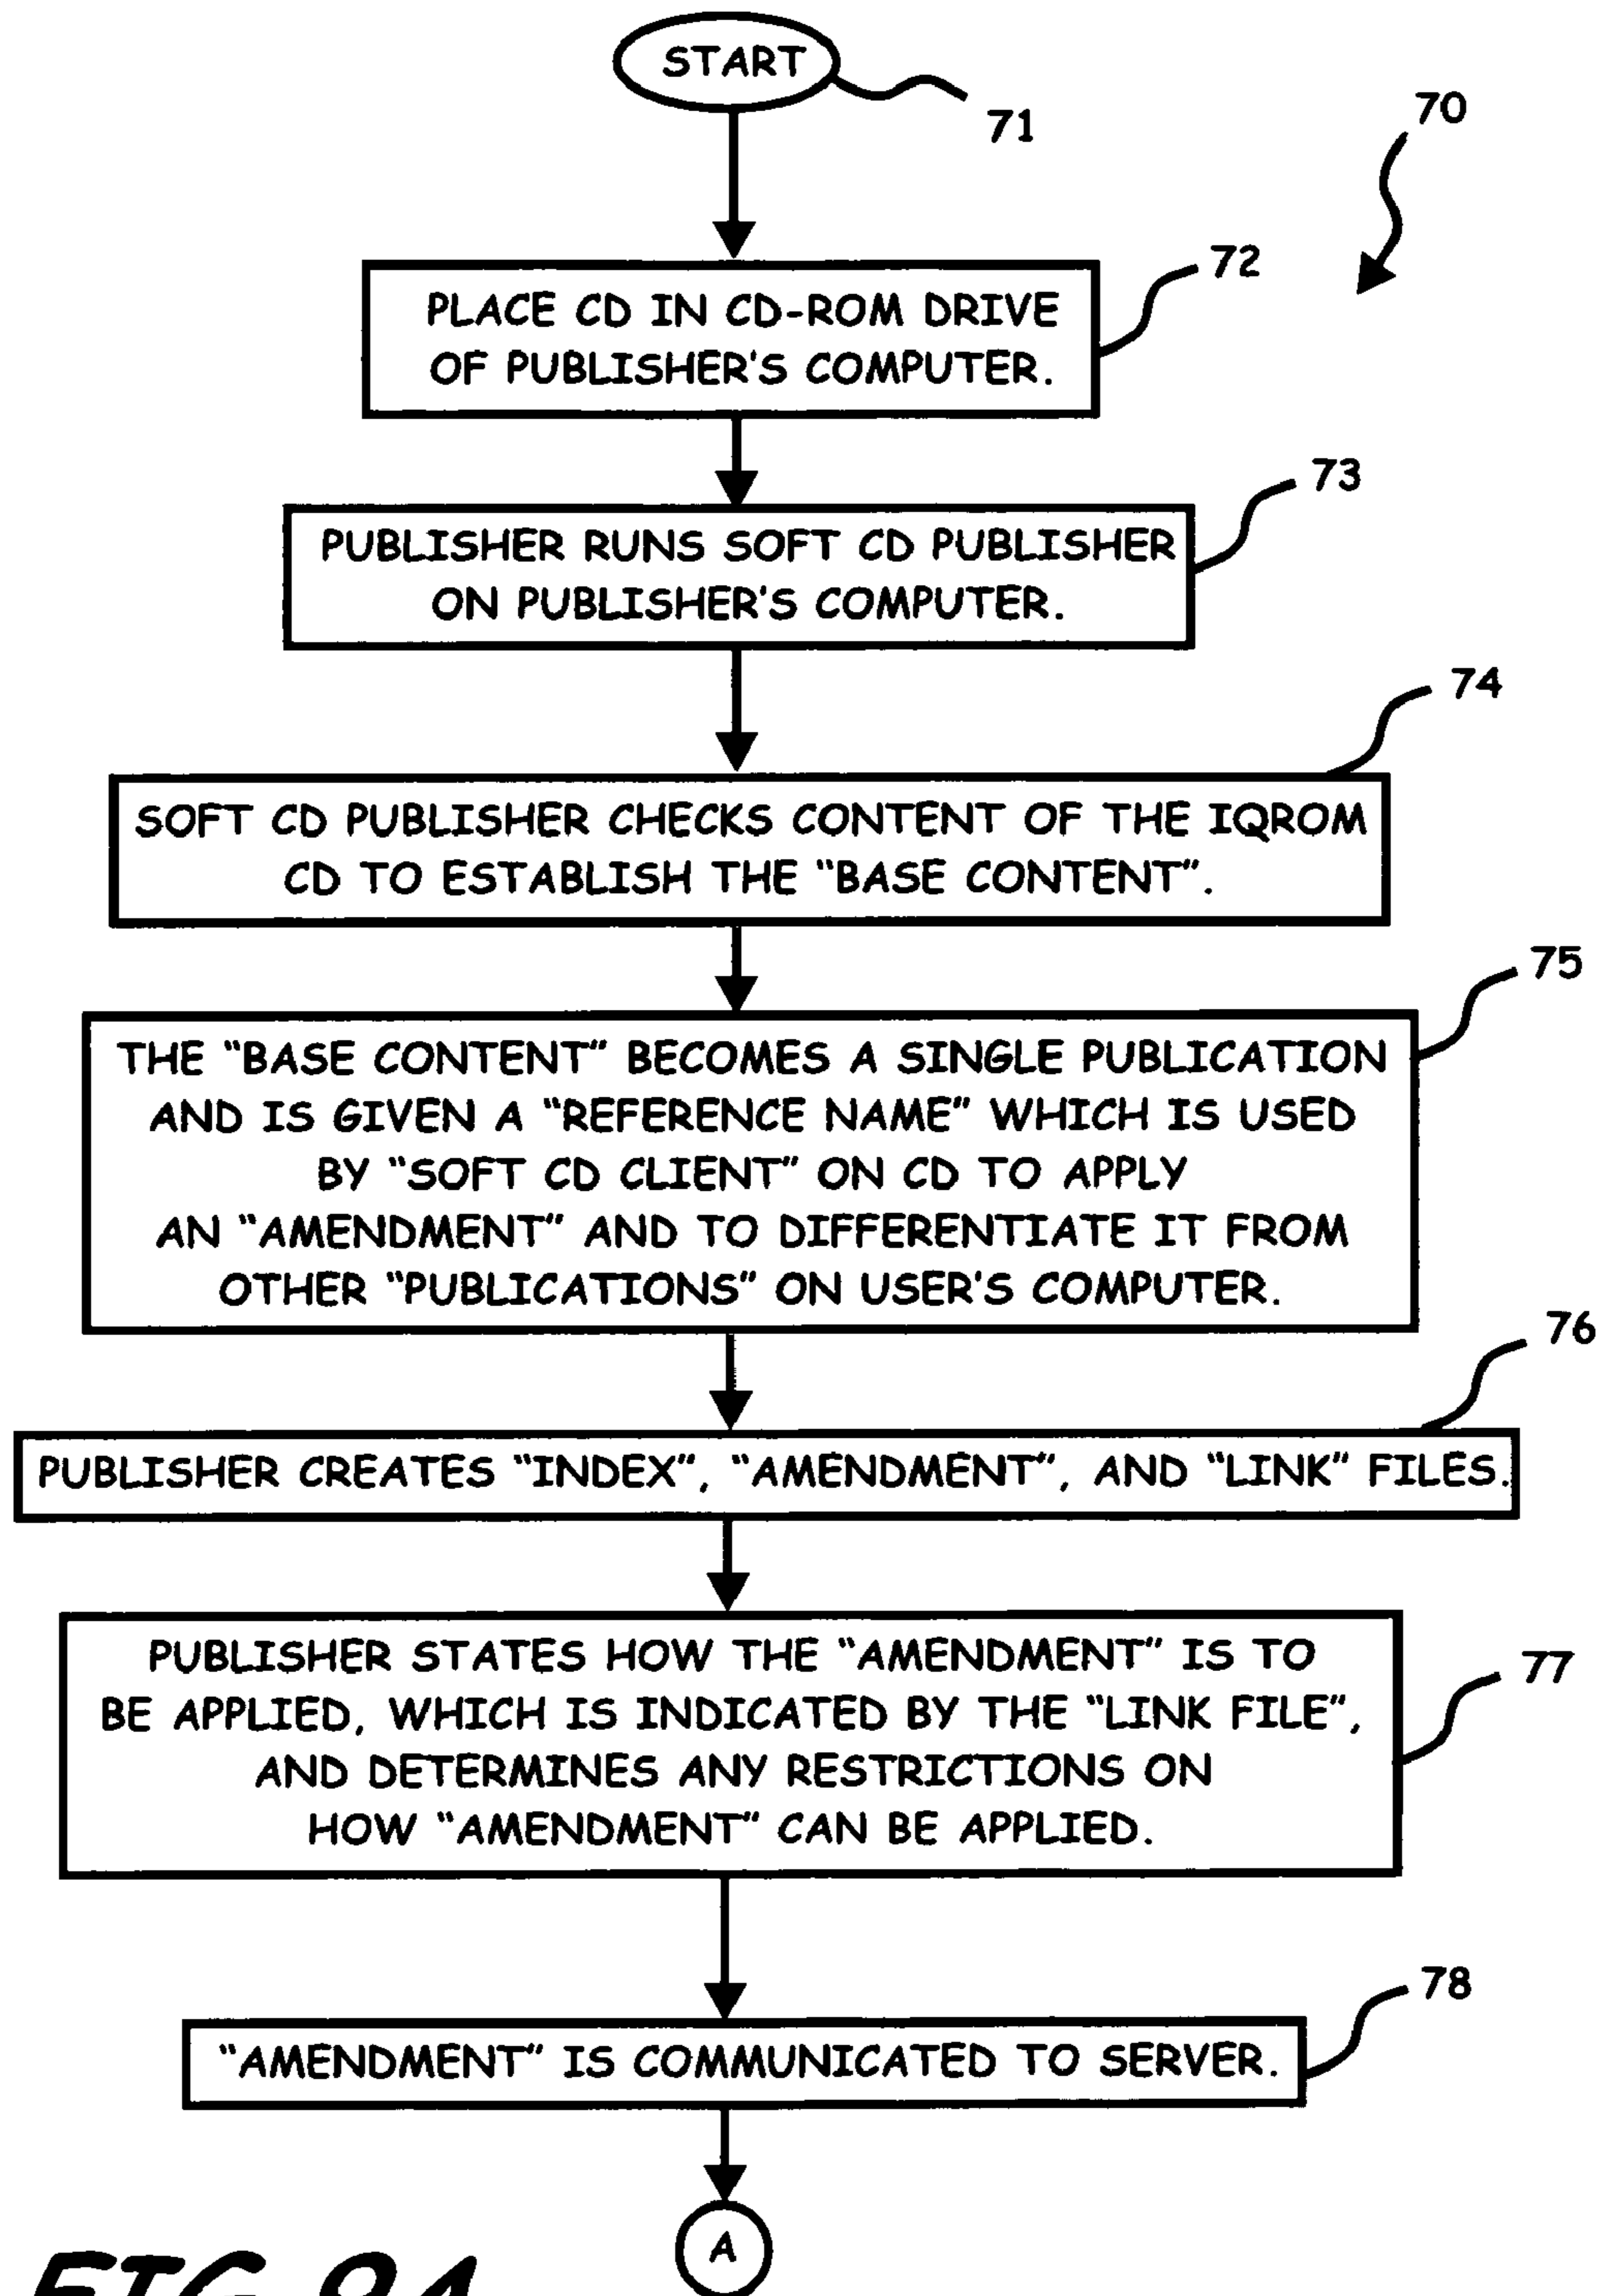 START
71
70
72
PLACE CD IN CD-ROM DRIVE
OF PUBLISHER'S COMPUTER.
73
PUBLISHER RUNS SOFT CD PUBLISHER
ON PUBLISHER'S COMPUTER.
74
SOFT CD PUBLISHER CHECKS CONTENT OF THE IQROM
CD TO ESTABLISH THE “BASE CONTENT”.
75
THE “BASE CONTENT” BECOMES A SINGLE PUBLICATION
AND IS GIVEN A “REFERENCE NAME” WHICH IS USED
BY “SOFT CD CLIENT” ON CD TO APPLY
AN “AMENDMENT” AND TO DIFFERENTIATE IT FROM
OTHER “PUBLICATIONS” ON USER'S COMPUTER.
76
PUBLISHER CREATES “INDEX”, “AMENDMENT”, AND “LINK” FILES.
PUBLISHER STATES HOW THE “AMENDMENT” IS TO
77
BE APPLIED, WHICH IS INDICATED BY THE “LINK FILE”,
AND DETERMINES ANY RESTRICTIONS ON
HOW “AMENDMENT” CAN BE APPLIED.
78
“AMENDMENT” IS COMMUNICATED TO SERVER.
A